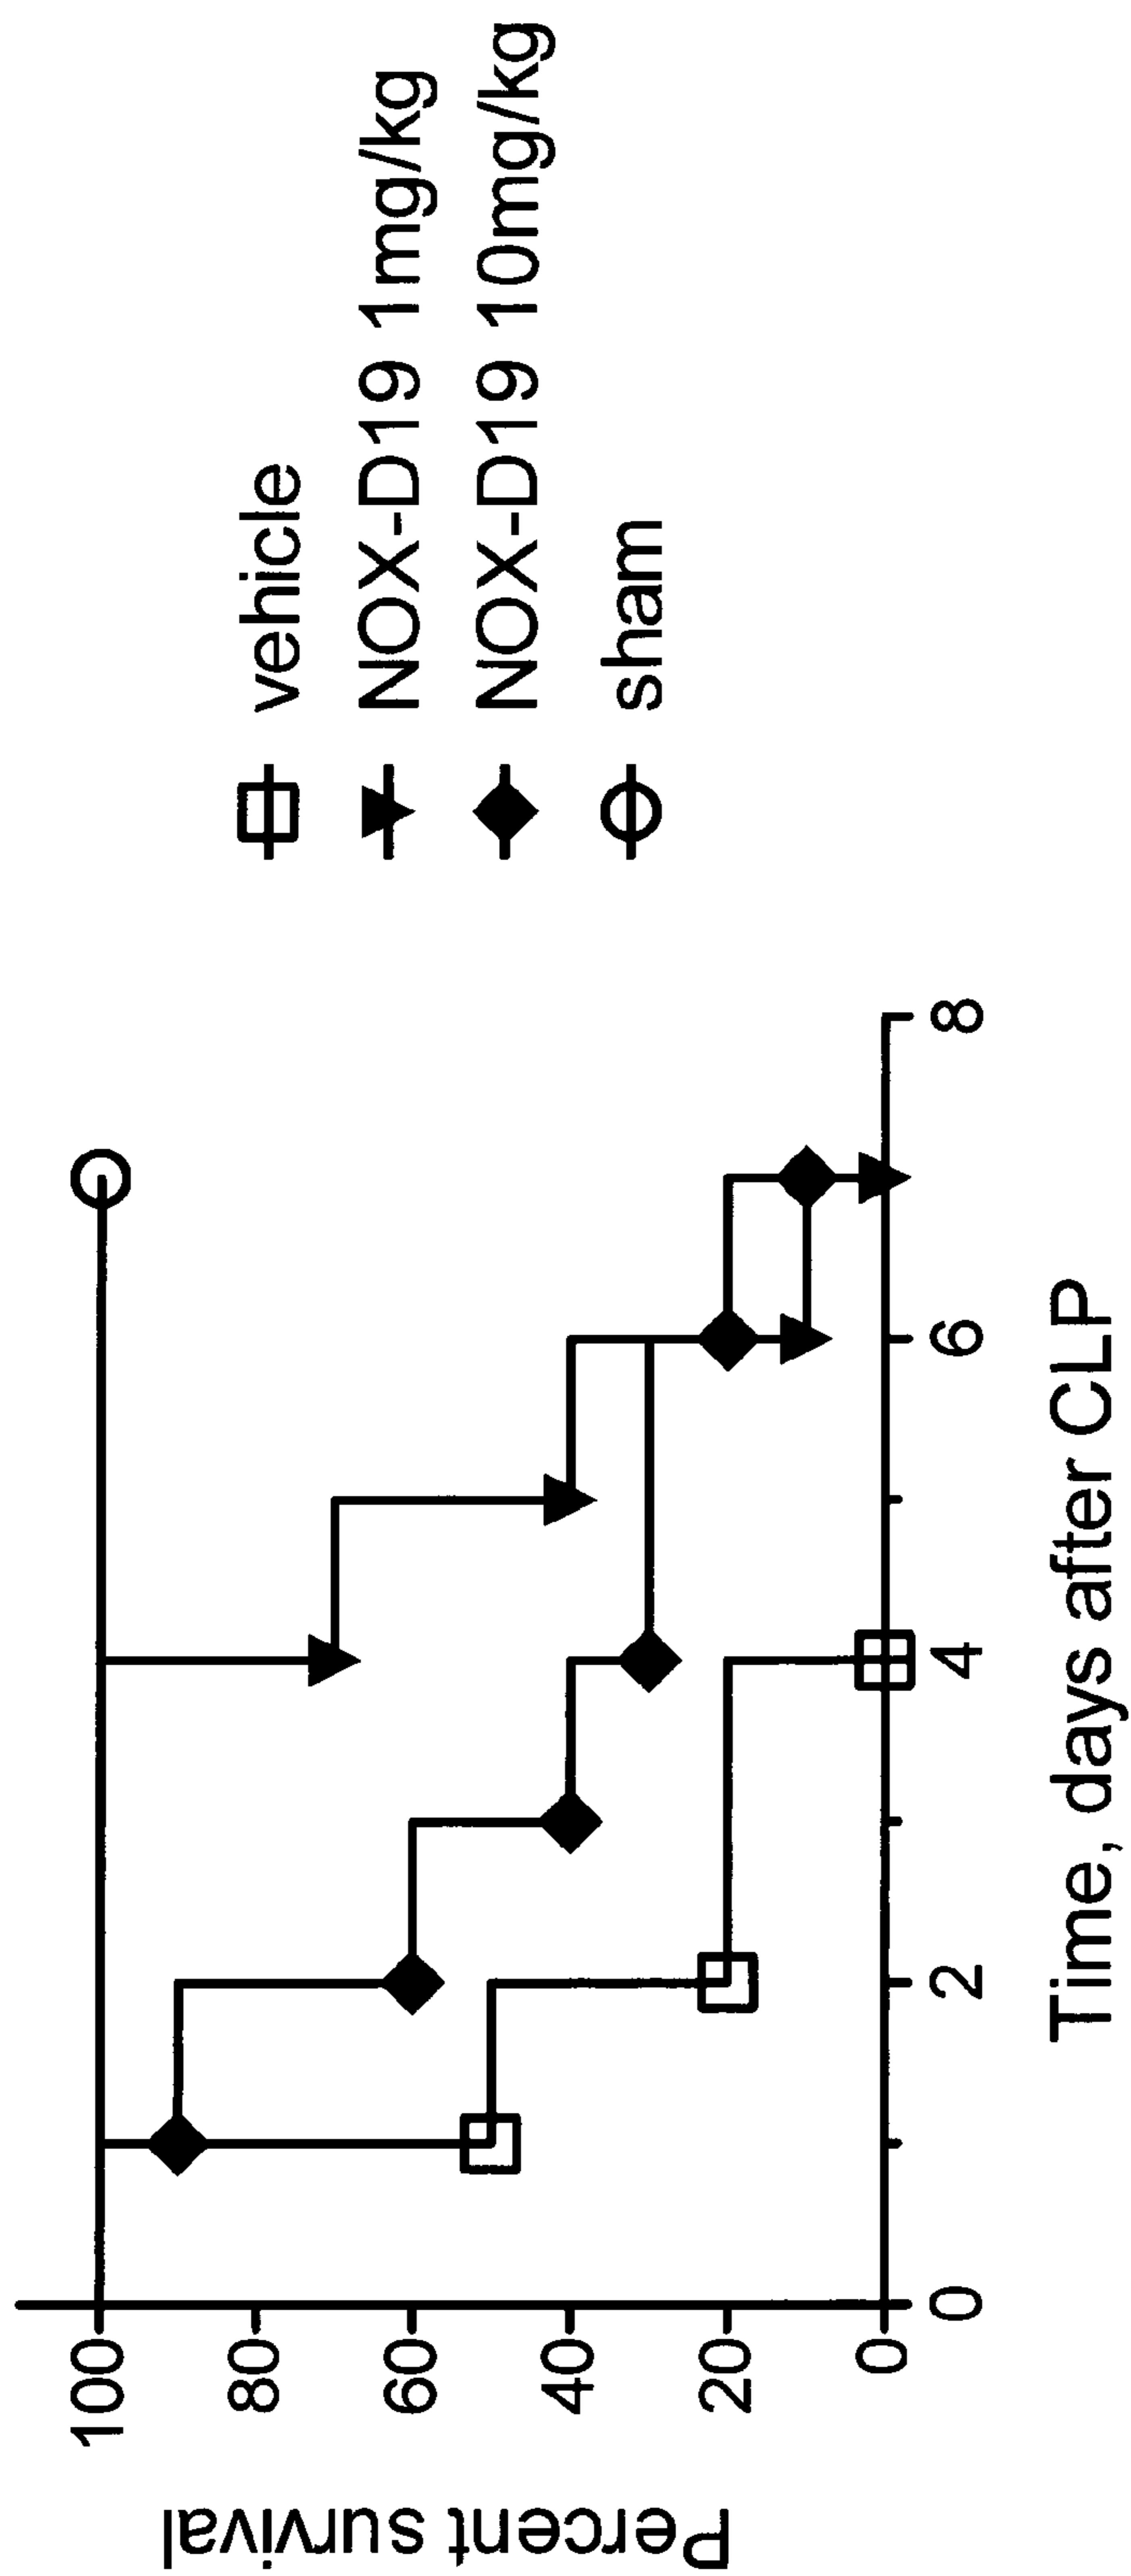 Percent survival
100
80
60
40
20
0
0
2
4
6
8
Time, days after CLP
vehicle
NOX-D19 1mg/kg
NOX-D19 10mg/kg
sham